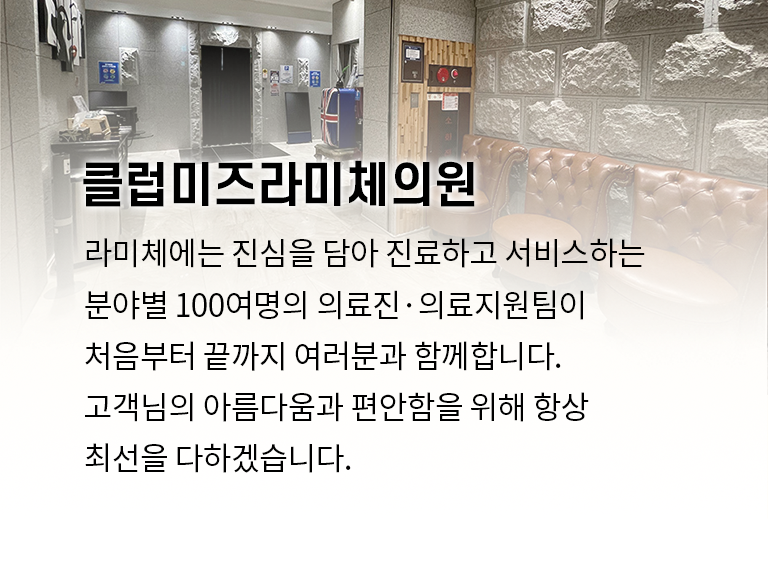 클럽미즈라미체의원
라미체에는 진심을 담아 진료하고 서비스하는
분야별 100여명의 의료진·의료지원팀이
처음부터 끝까지 여러분과 함께합니다.
고객님의 아름다움과 편안함을 위해 항상
최선을 다하겠습니다.